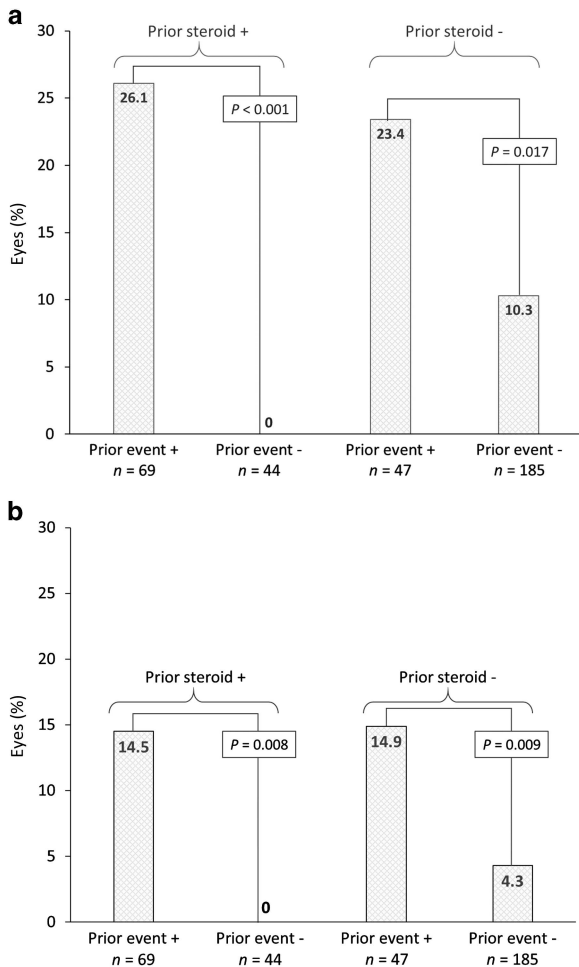 a
Prior steroid + Prior steroid -
30
25
20
15
10
5
0
Eyes (%)
26.1
P < 0.001
0
23.4
P = 0.017
10.3
Prior event + Prior event - Prior event + Prior event -
n = 69 n = 44 n = 47 n = 185
b
30
25
20
15
10
5
0
Eyes (%)
Prior steroid + Prior steroid -
14.5
P = 0.008
0
14.9
P = 0.009
4.3
Prior event + Prior event - Prior event + Prior event -
n = 69 n = 44 n = 47 n = 185